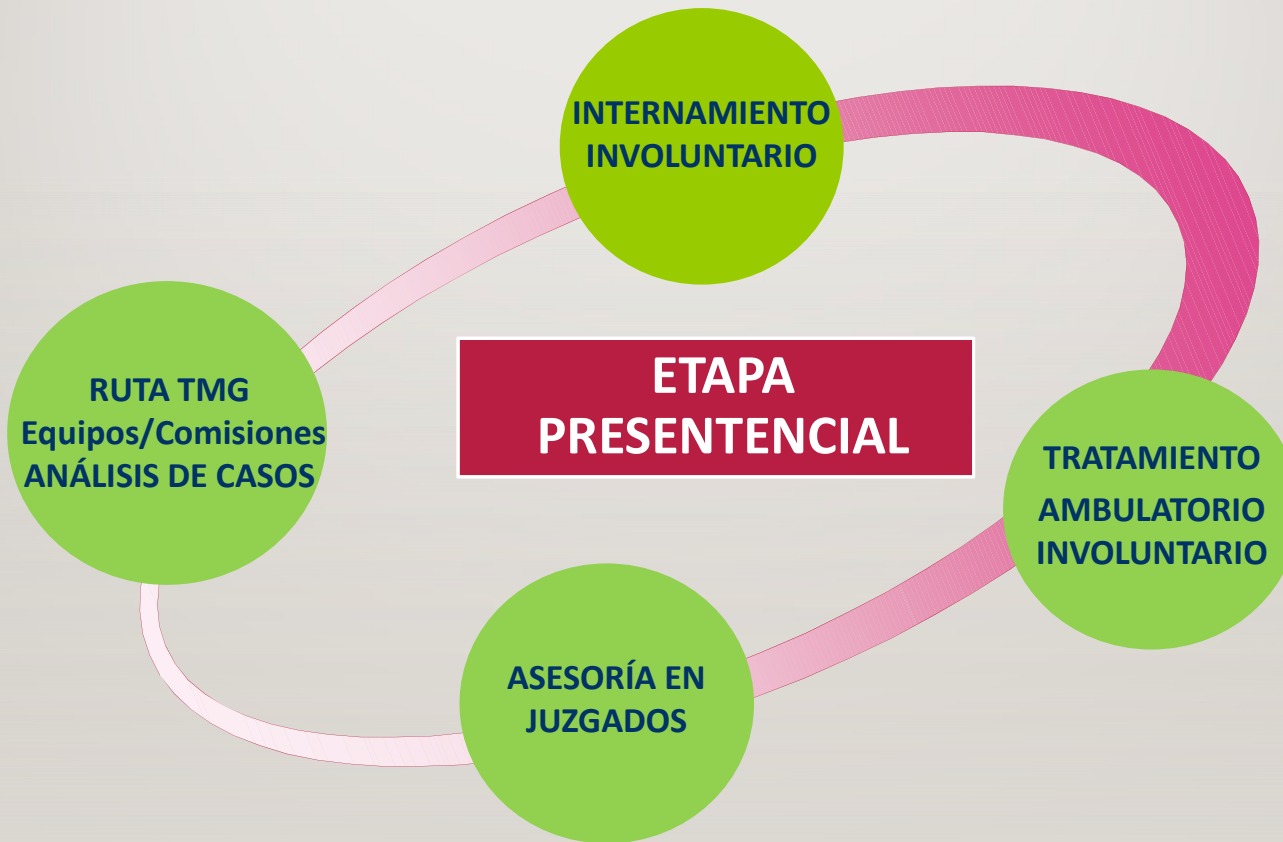 INTERNAMIENTO
INVOLUNTARIO
ETAPA
PRESENTENCIAL
RUTA TMG
Equipos/Comisiones
ANÁLISIS DE CASOS
TRATAMIENTO
AMBULATORIO
INVOLUNTARIO
ASESORÍA EN
JUZGADOS